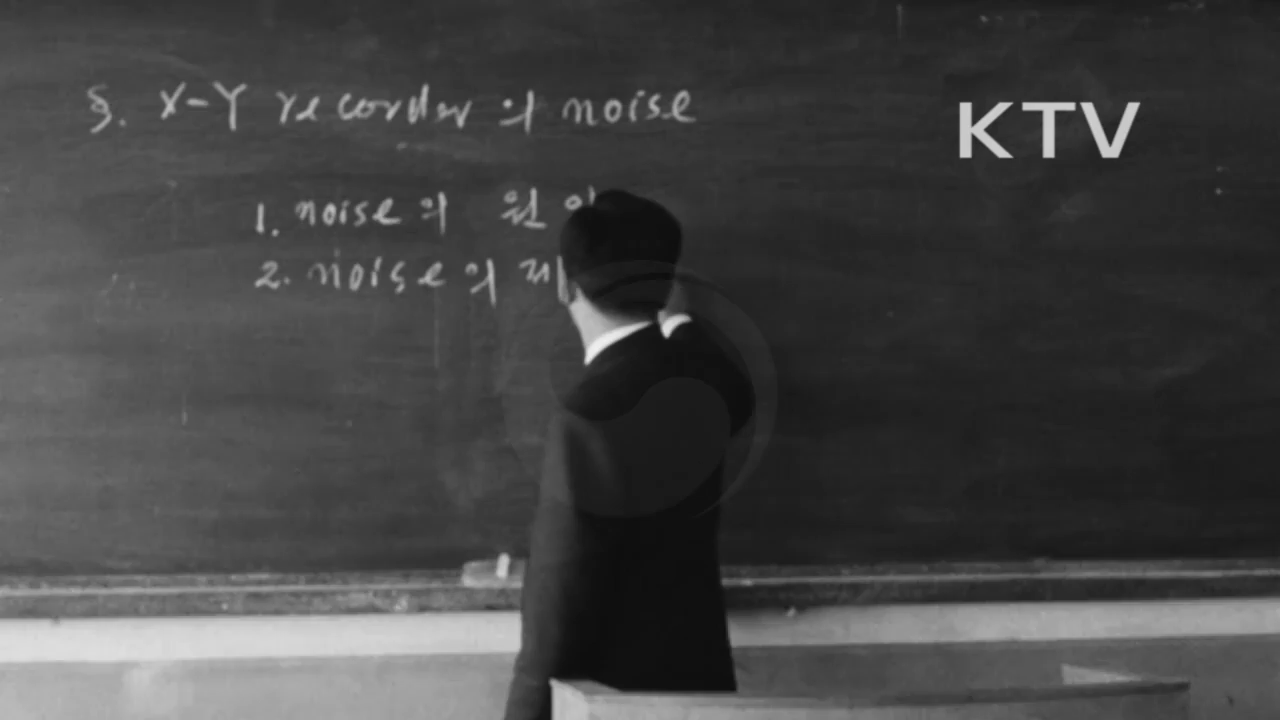 §. X-Y recorder의 noise
KTV
1. noise의 원인
2. noise의